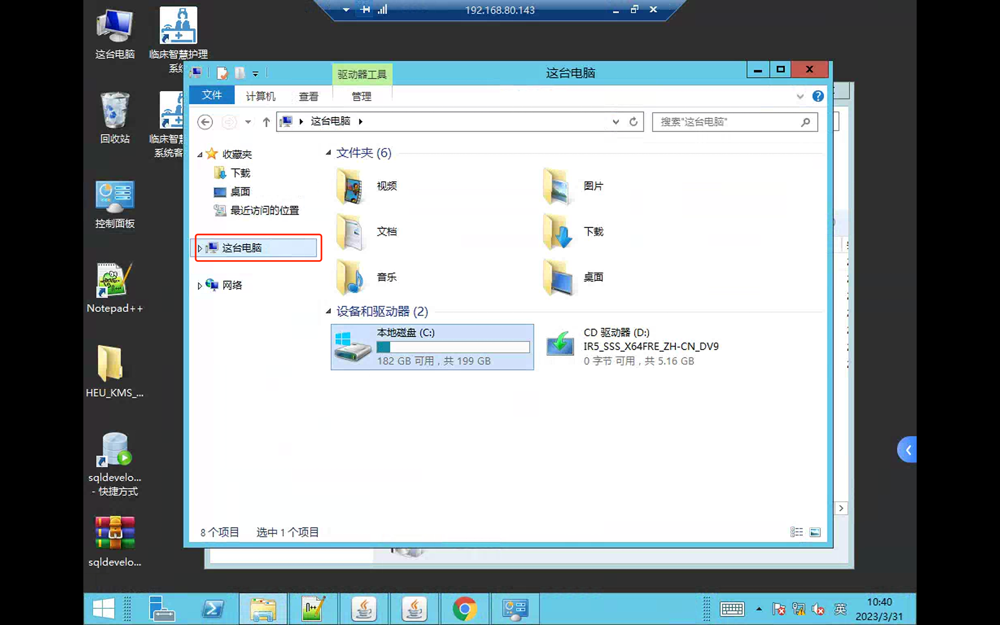 192.168.80.143
这台电脑
临床智慧护理
系统
回收站
临床智慧
系统客
控制面板
Notepad++
HEU_KMS_...
sqldevelo...
- 快捷方式
sqldevelo...
驱动器工具
这台电脑
文件
计算机
查看
管理
这台电脑
搜索"这台电脑"
收藏夹
下载
桌面
最近访问的位置
这台电脑
网络
文件夹 (6)
视频
图片
文档
下载
音乐
桌面
设备和驱动器 (2)
本地磁盘 (C:)
182 GB 可用，共 199 GB
CD 驱动器 (D:)
IR5_SSS_X64FRE_ZH-CN_DV9
0 字节 可用，共 5.16 GB
8 个项目
选中 1 个项目
英
10:40
2023/3/31